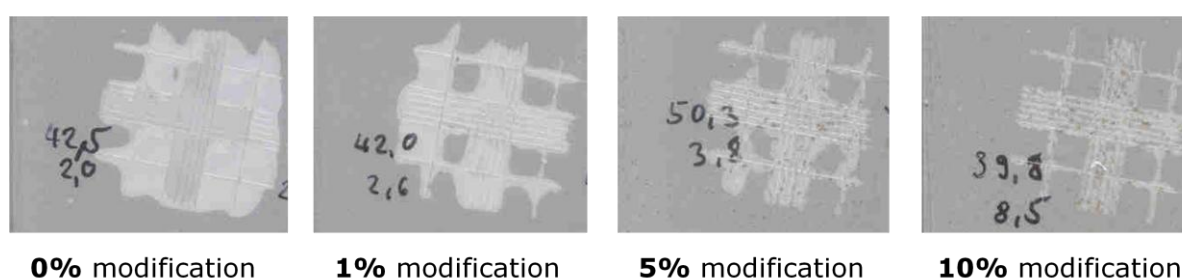 42,5
2,0
42,0
2,6
50,3
3,8
39,8
8,5
0% modification
1% modification
5% modification
10% modification